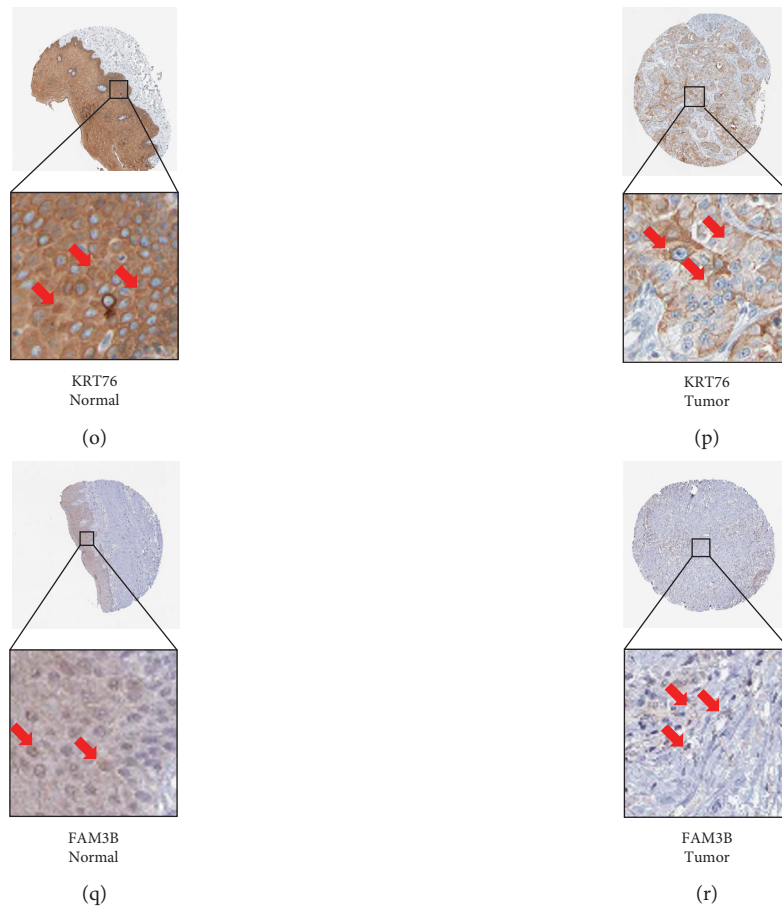 KRT76
Normal
(o)
KRT76
Tumor
(p)
FAM3B
Normal
(q)
FAM3B
Tumor
(r)